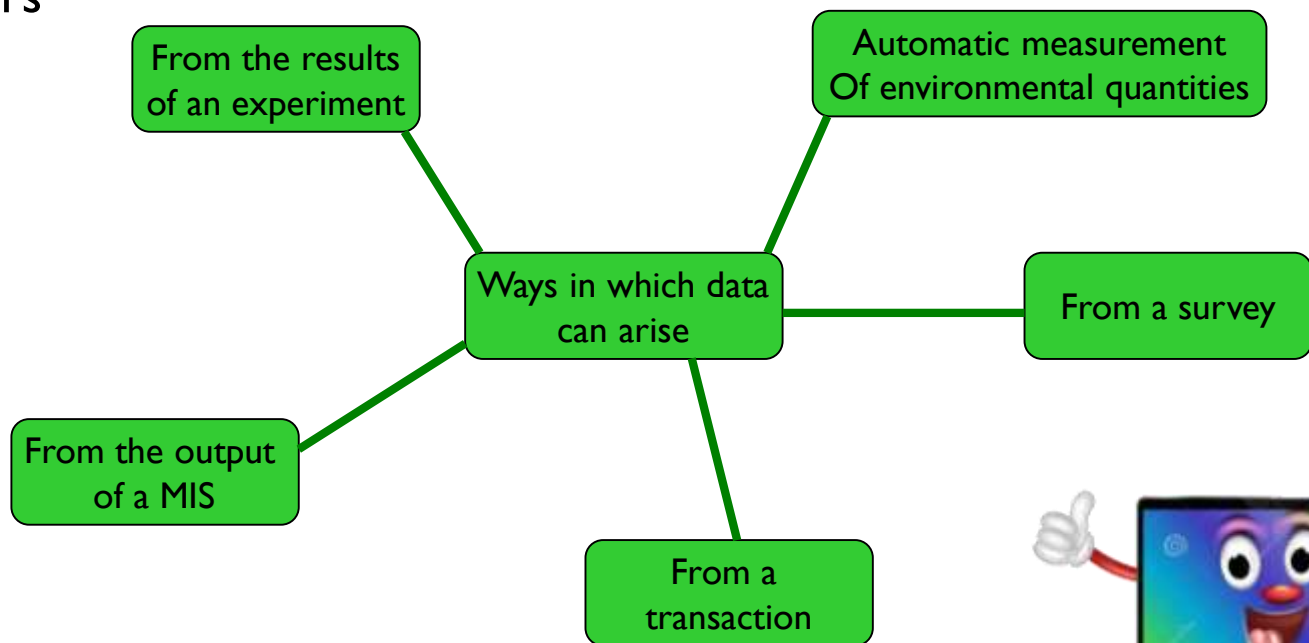 From the results
of an experiment
Automatic measurement
Of environmental quantities
Ways in which data
can arise
From a survey
From the output
of a MIS
From a
transaction